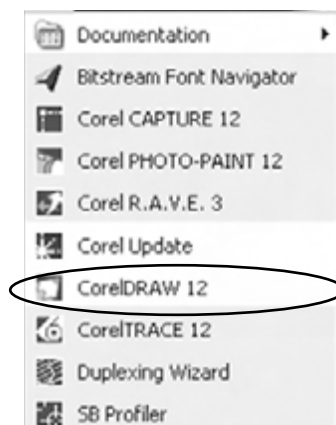 Documentation
Bitstream Font Navigator
Corel CAPTURE 12
Corel PHOTO-PAINT 12
Corel R.A.V.E. 3
Corel Update
CorelDRAW 12
CorelTRACE 12
Duplexing Wizard
SB Profiler